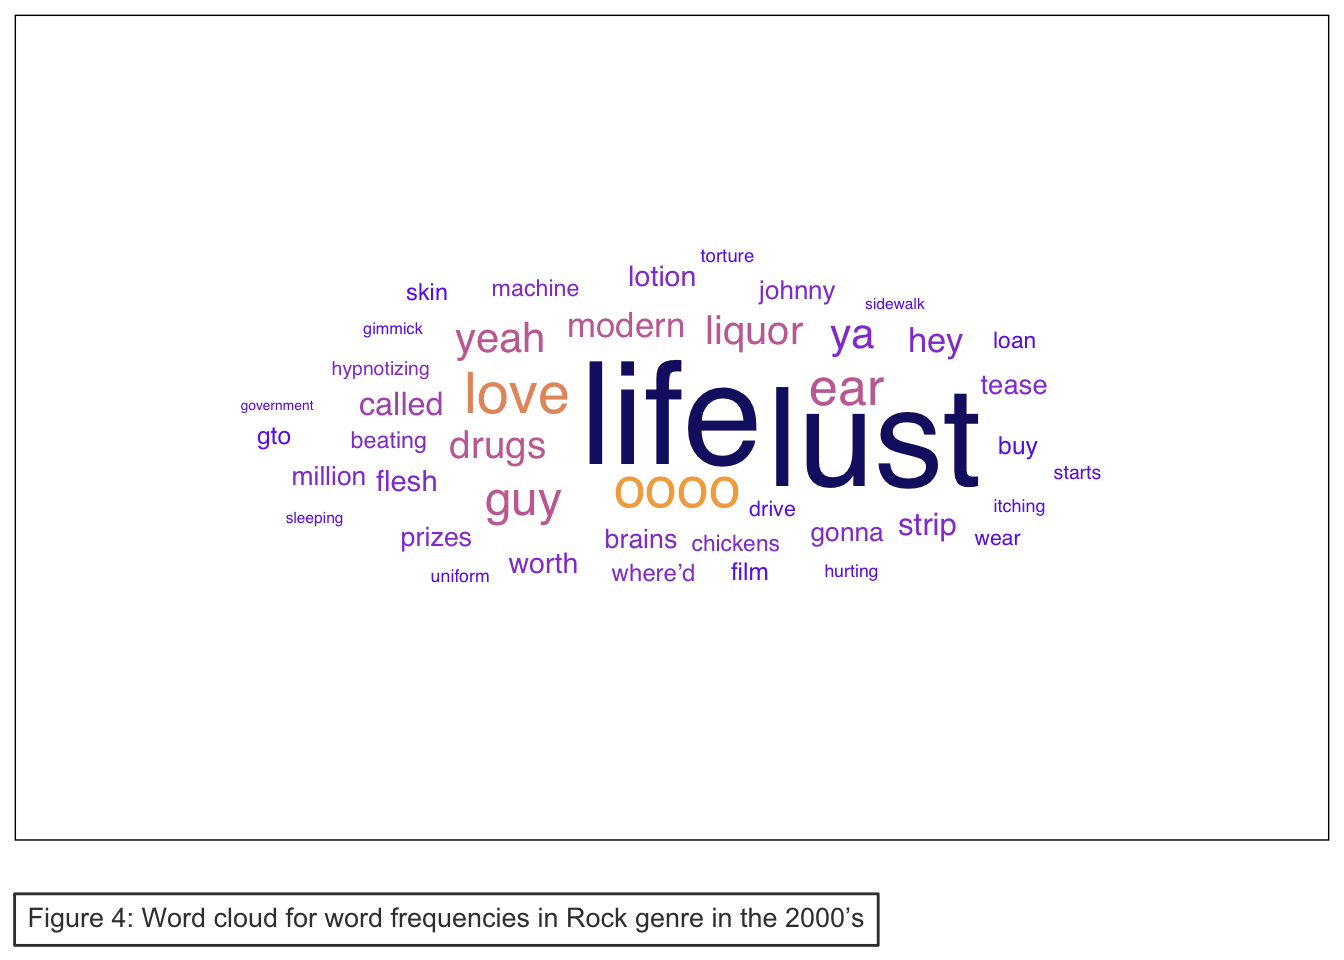 torture
lotion
skin machine johnny
sidewalk
gimmick yeah modern liquor ya hey loan
hypnotizing
love life ear tease
government called lust
gto beating drugs buy
million flesh starts
guy oooo drive itching
sleeping strip
prizes brains chickens gonna wear
worth
uniform where’d film hurting
Figure 4: Word cloud for word frequencies in Rock genre in the 2000’s